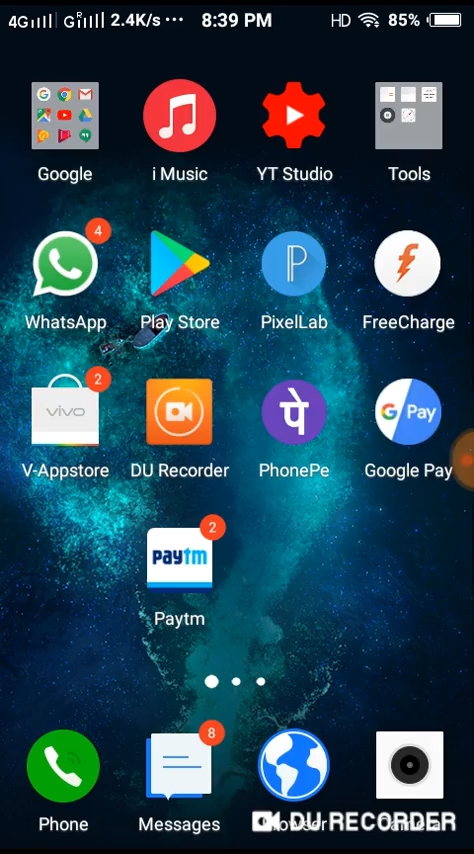 4G G R 2.4K/s ... 8:39 PM HD 85%
Google i Music YT Studio Tools
4
WhatsApp Play Store PixelLab FreeCharge
2
vivo पे G Pay
V-Appstore DU Recorder PhonePe Google Pay
2
paytm
Paytm
8
Phone Messages
DU RECORDER